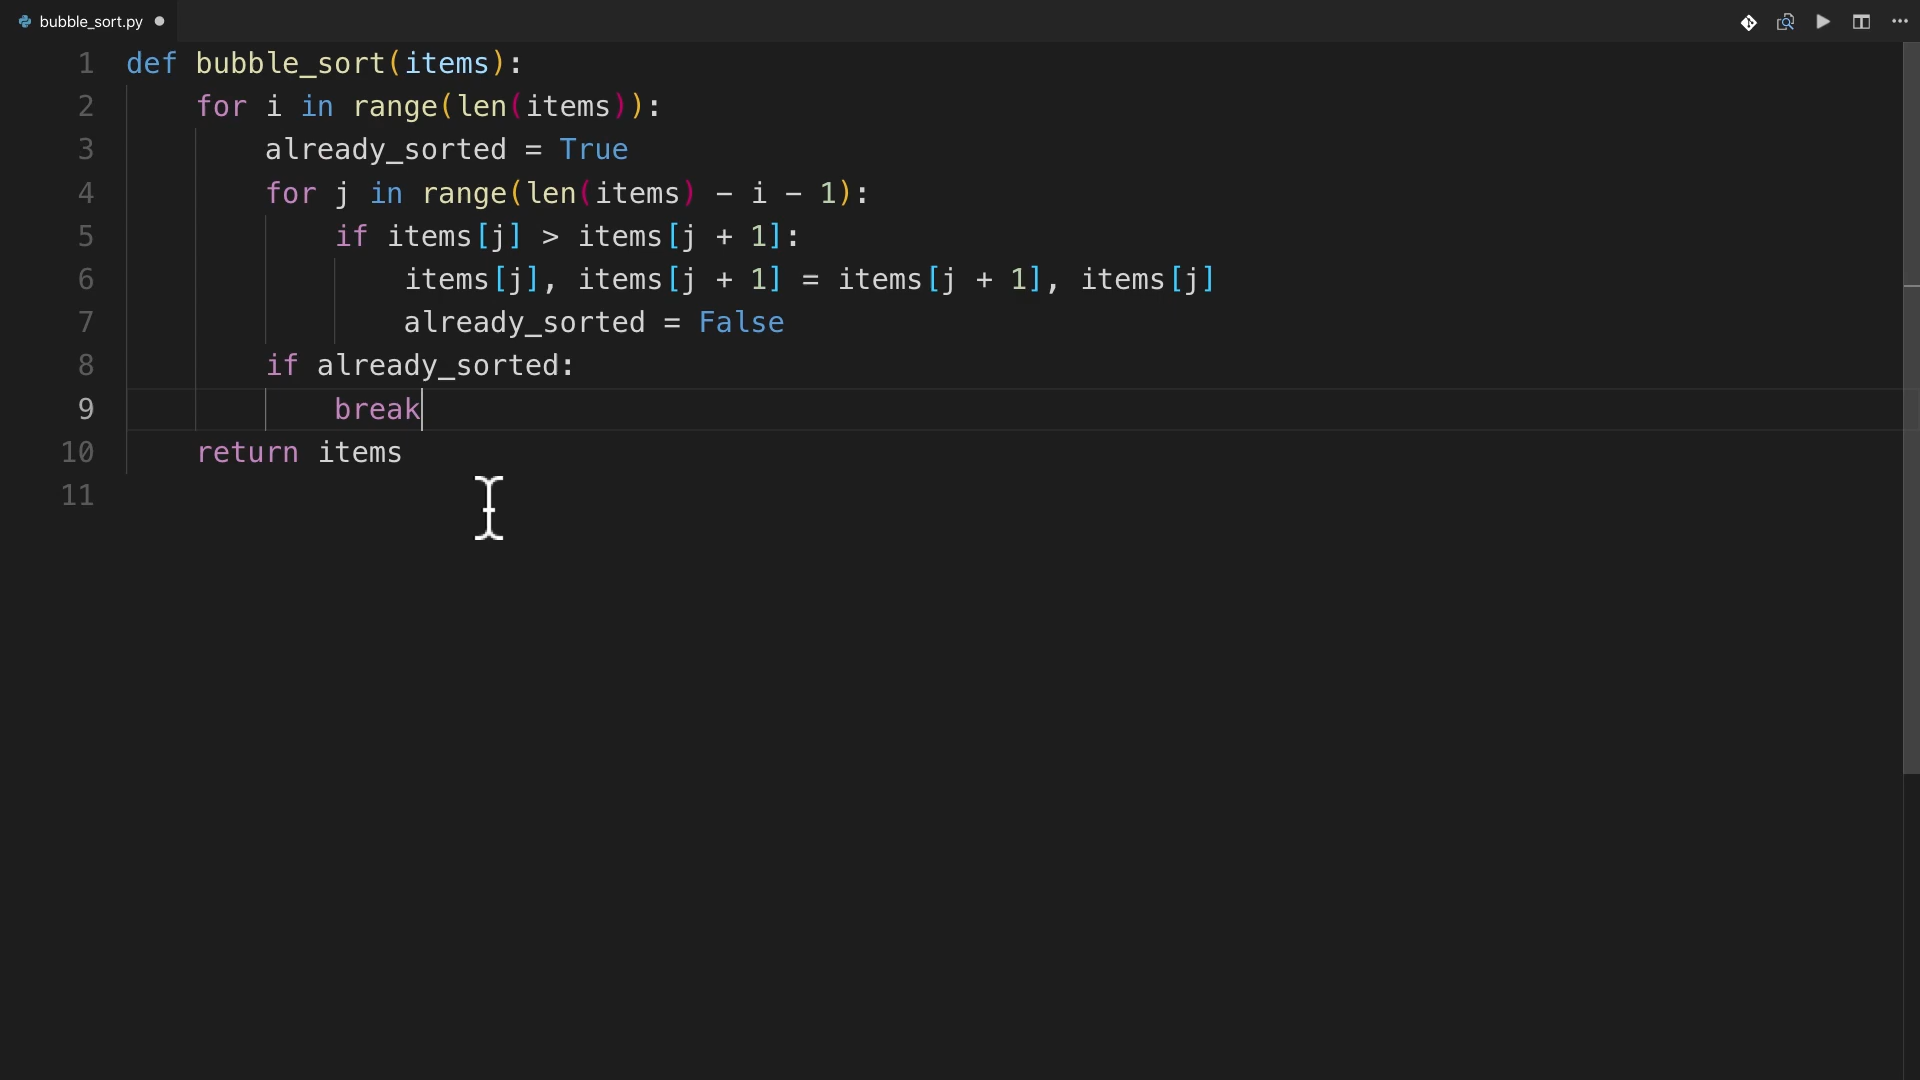 bubble_sort.py
1 def bubble_sort(items):
2     for i in range(len(items)):
3         already_sorted = True
4         for j in range(len(items) - i - 1):
5             if items[j] > items[j + 1]:
6                 items[j], items[j + 1] = items[j + 1], items[j]
7                 already_sorted = False
8         if already_sorted:
9             break
10     return items
11